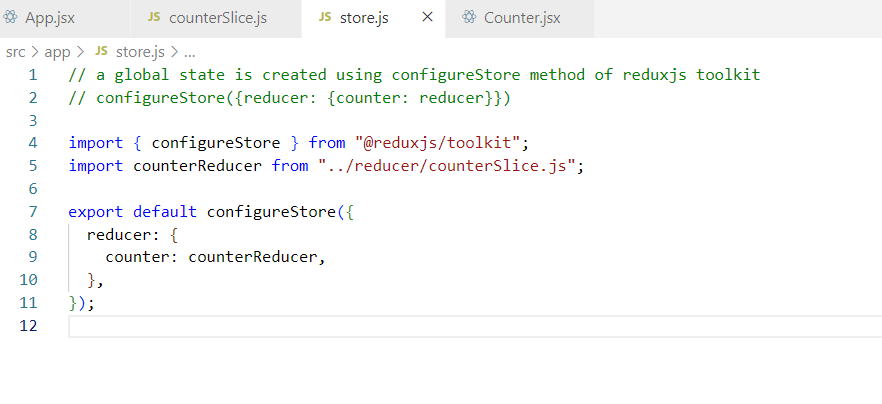 App.jsx JS counterSlice.js JS store.js × Counter.jsx
src > app > JS store.js > ...
1 // a global state is created using configureStore method of reduxjs toolkit
2 // configureStore({reducer: {counter: reducer}})
3
4 import { configureStore } from "@reduxjs/toolkit";
5 import counterReducer from "../reducer/counterSlice.js";
6
7 export default configureStore({
8 reducer: {
9 counter: counterReducer,
10 },
11 });
12